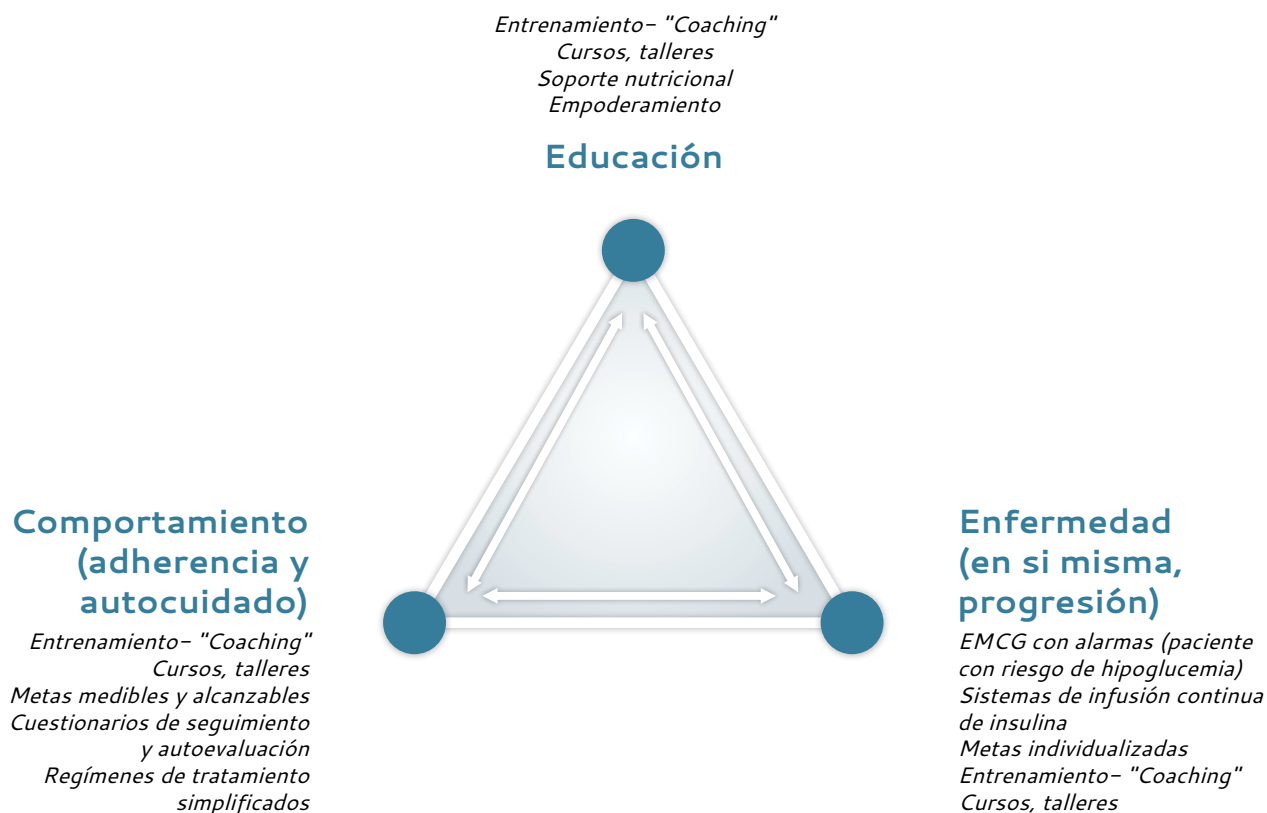 Entrenamiento- "Coaching"
Cursos, talleres
Soporte nutricional
Empoderamiento
Educación
Comportamiento
(adherencia y
autocuidado)
Entrenamiento- "Coaching"
Cursos, talleres
Metas medibles y alcanzables
Cuestionarios de seguimiento
y autoevaluación
Regímenes de tratamiento
simplificados
Enfermedad
(en si misma,
progresión)
EMCG con alarmas (paciente
con riesgo de hipoglucemia)
Sistemas de infusión continua
de insulina
Metas individualizadas
Entrenamiento- "Coaching"
Cursos, talleres